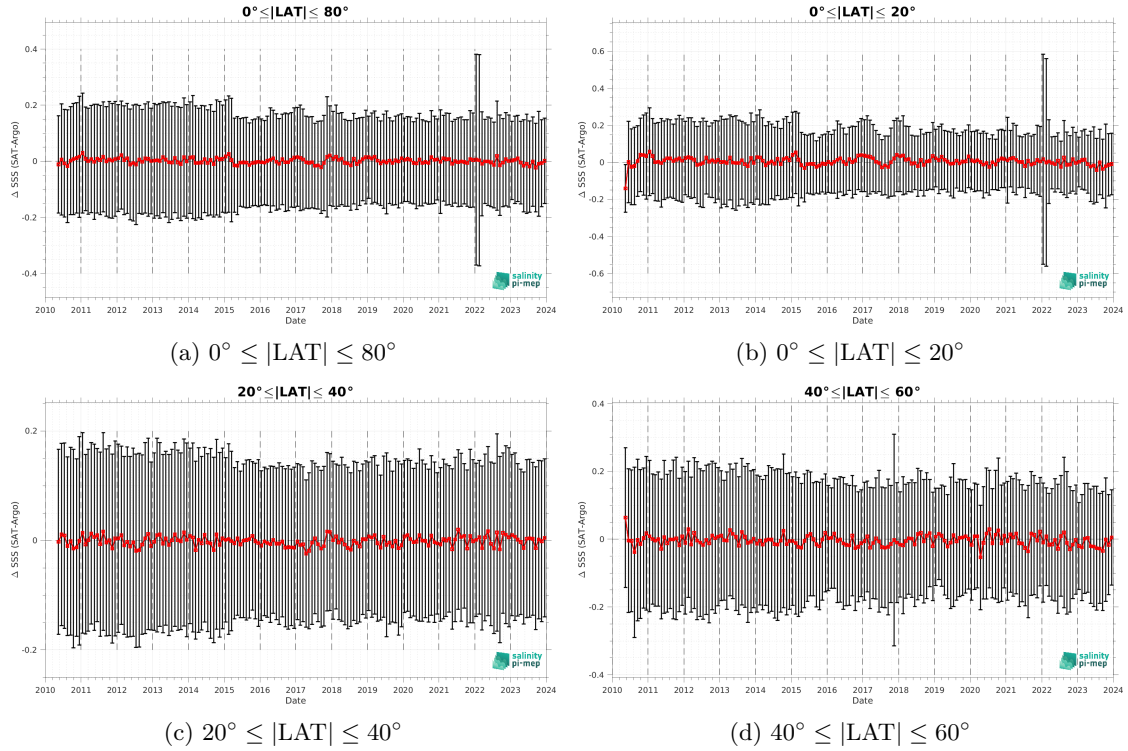 0°≤|LAT|≤ 80°
Δ SSS (SAT-Argo)
0.4
0.2
0
-0.2
-0.4
2010 2011 2012 2013 2014 2015 2016 2017 2018 2019 2020 2021 2022 2023 2024
Date
salinity
pi-mep
(a) 0° ≤ |LAT| ≤ 80°
0°≤|LAT|≤ 20°
Δ SSS (SAT-Argo)
0.6
0.4
0.2
0
-0.2
-0.4
-0.6
2010 2011 2012 2013 2014 2015 2016 2017 2018 2019 2020 2021 2022 2023 2024
Date
salinity
pi-mep
(b) 0° ≤ |LAT| ≤ 20°
20°≤|LAT|≤ 40°
Δ SSS (SAT-Argo)
0.2
0
-0.2
2010 2011 2012 2013 2014 2015 2016 2017 2018 2019 2020 2021 2022 2023 2024
Date
salinity
pi-mep
(c) 20° ≤ |LAT| ≤ 40°
40°≤|LAT|≤ 60°
Δ SSS (SAT-Argo)
0.4
0.2
0
-0.2
-0.4
2010 2011 2012 2013 2014 2015 2016 2017 2018 2019 2020 2021 2022 2023 2024
Date
salinity
pi-mep
(d) 40° ≤ |LAT| ≤ 60°